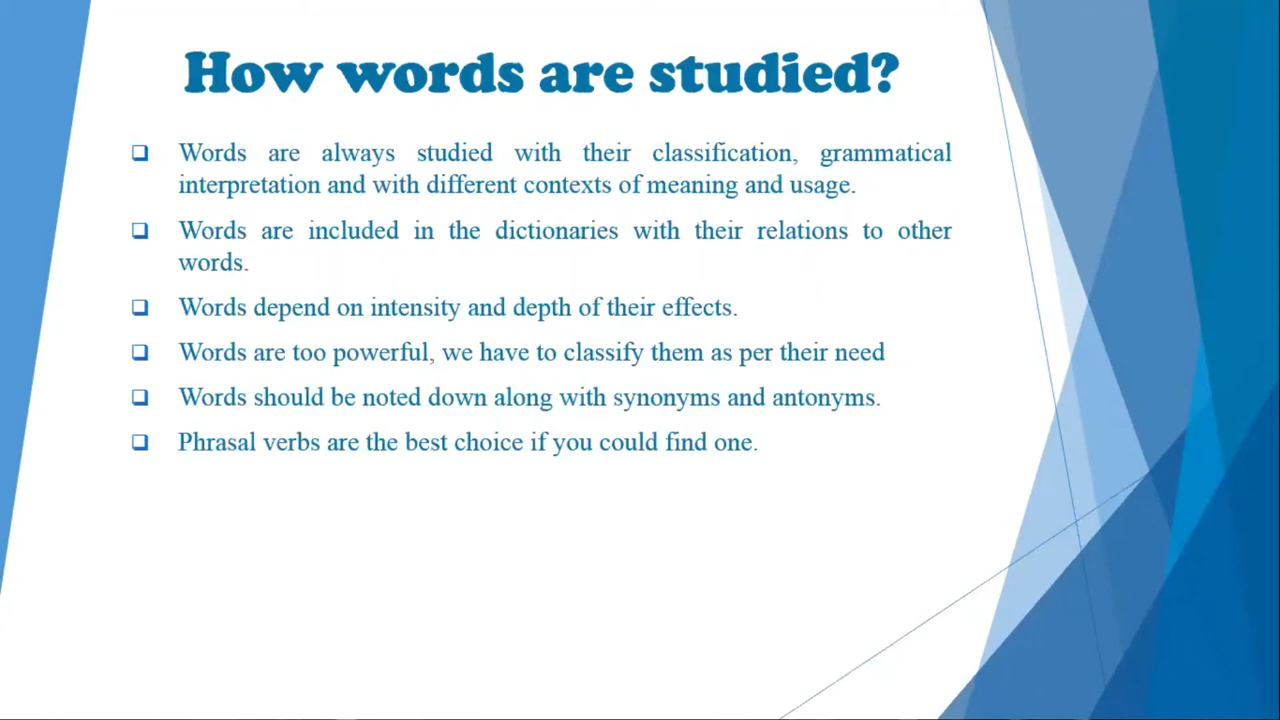 How words are studied?
Words are always studied with their classification, grammatical
interpretation and with different contexts of meaning and usage.
Words are included in the dictionaries with their relations to other
words.
Words depend on intensity and depth of their effects.
Words are too powerful, we have to classify them as per their need
Words should be noted down along with synonyms and antonyms.
Phrasal verbs are the best choice if you could find one.